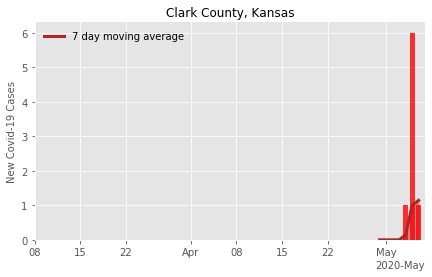 Clark County, Kansas
7 day moving average
New Covid-19 Cases
6
5
4
3
2
1
0
08 15 22 Apr 08 15 22 May
2020-May